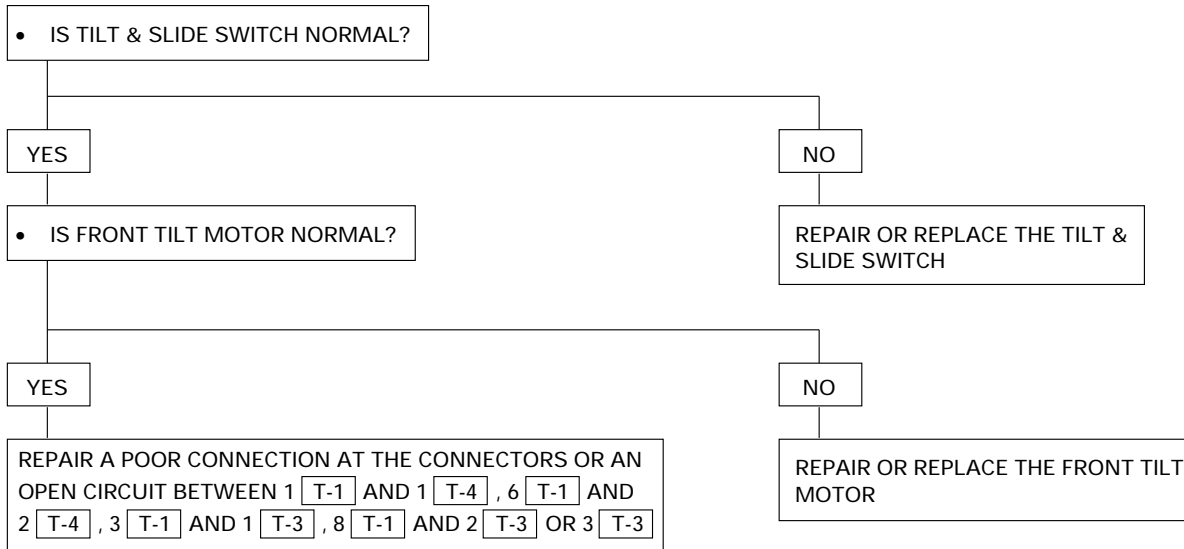 • IS TILT & SLIDE SWITCH NORMAL?
YES
NO
• IS FRONT TILT MOTOR NORMAL?
REPAIR OR REPLACE THE TILT &
SLIDE SWITCH
YES
NO
REPAIR A POOR CONNECTION AT THE CONNECTORS OR AN
OPEN CIRCUIT BETWEEN 1 T-1 AND 1 T-4 , 6 T-1 AND
2 T-4 , 3 T-1 AND 1 T-3 , 8 T-1 AND 2 T-3 OR 3 T-3
REPAIR OR REPLACE THE FRONT TILT
MOTOR